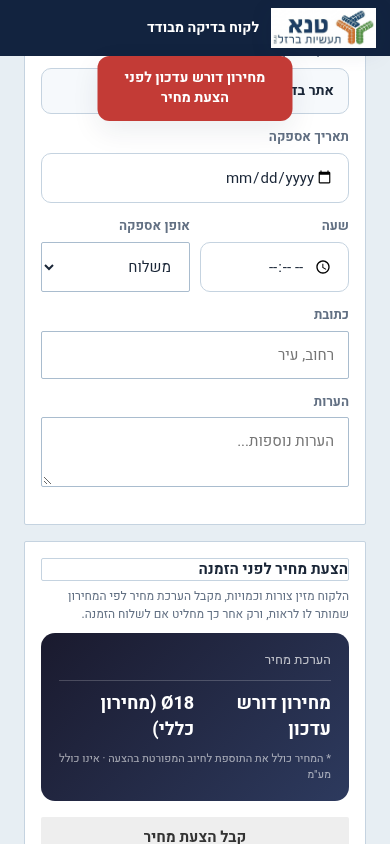 טנא
תעשיות ברזל
לקוח בדיקה מבודד
מחירון דורש עדכון לפני
הצעת מחיר
אתר
תאריך אספקה
mm/dd/yyyy
שעה
אופן אספקה
--:-- --
משלוח
כתובת
רחוב, עיר
הערות
הערות נוספות...
הצעת מחיר לפני הזמנה
הלקוח מזין צורות וכמויות, מקבל הערכת מחיר לפי המחירון
שמותר לו לראות, ורק אחר כך מחליט אם לשלוח הזמנה.
הערכת מחיר
מחירון דורש
עדכון
Ø18 (מחירון
כללי)
* המחיר כולל את התוספת לחיוב המפורטת בהצעה · אינו כולל
מע"מ
קבל הצעת מחיר